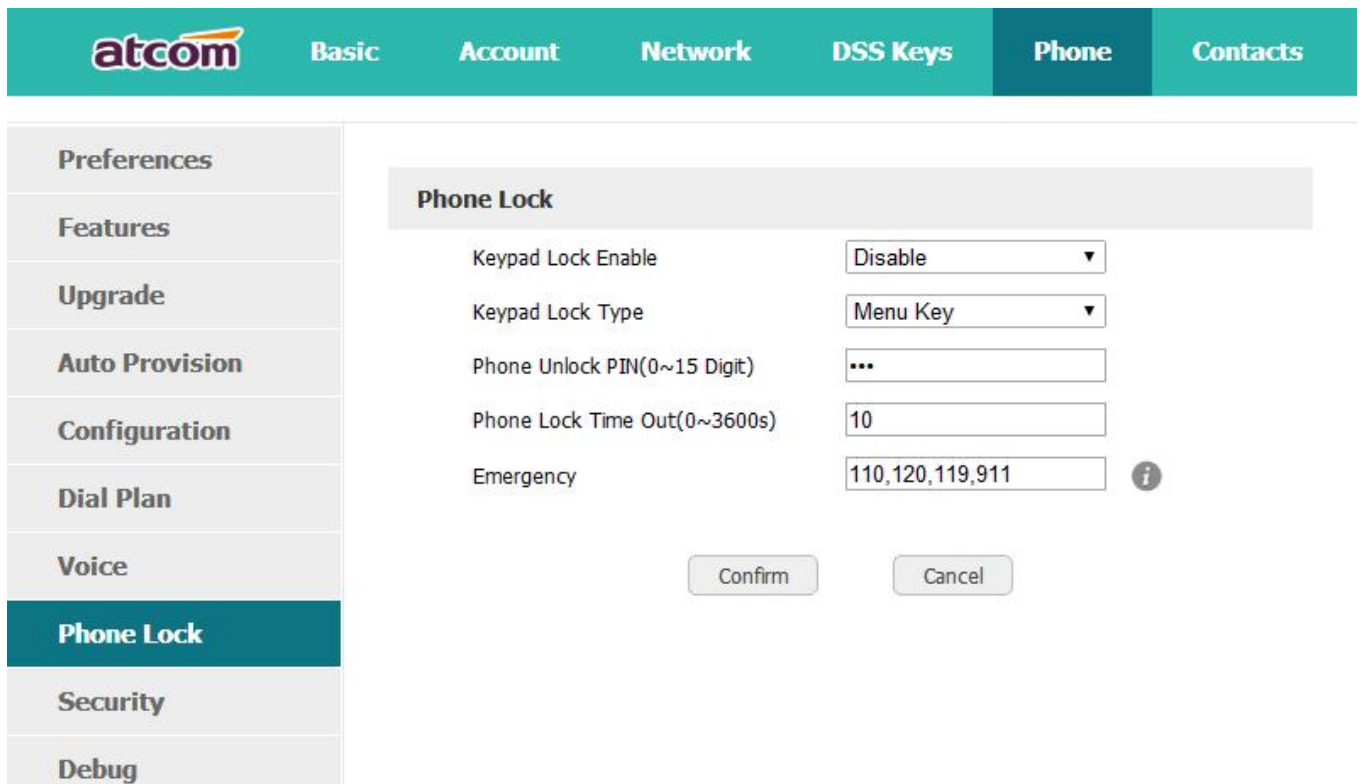 atcom Basic Account Network DSS Keys Phone Contacts
Preferences
Features
Upgrade
Auto Provision
Configuration
Dial Plan
Voice
Phone Lock
Security
Debug
Phone Lock
Keypad Lock Enable Disable
Keypad Lock Type Menu Key
Phone Unlock PIN(0~15 Digit) •••
Phone Lock Time Out(0~3600s) 10
Emergency 110,120,119,911 i
Confirm Cancel